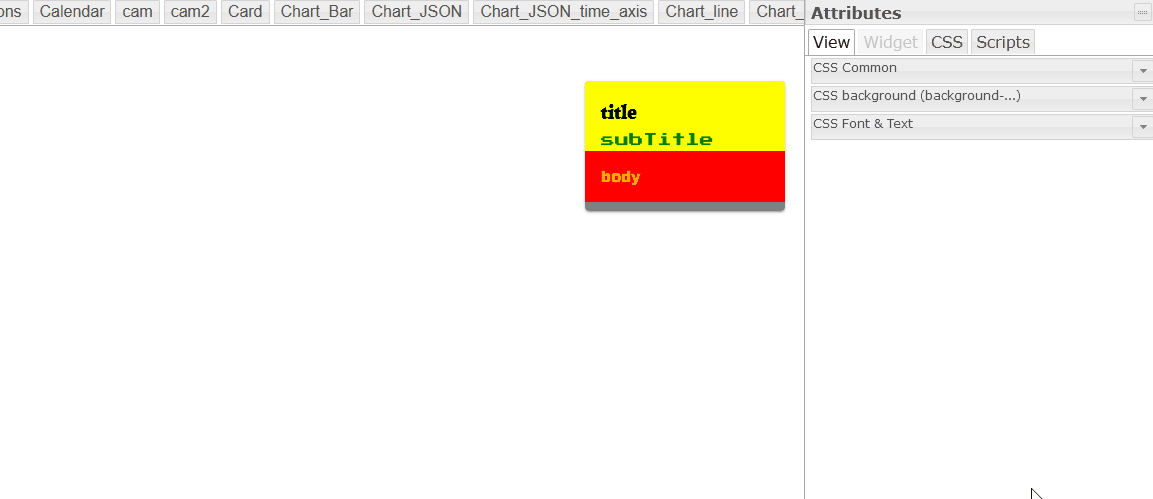 ons Calendar cam cam2 Card Chart_Bar Chart_JSON Chart_JSON_time_axis Chart_line Chart_
Attributes
View Widget CSS Scripts
CSS Common
CSS background (background-...)
CSS Font & Text
title
subTitle
body